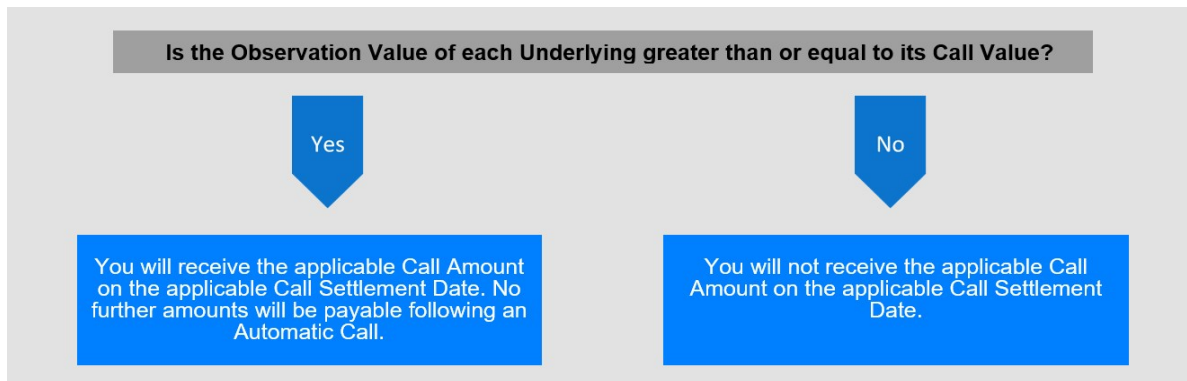 Is the Observation Value of each Underlying greater than or equal to its Call Value?
Yes
No
You will receive the applicable Call Amount
on the applicable Call Settlement Date. No
further amounts will be payable following an
Automatic Call.
You will not receive the applicable Call
Amount on the applicable Call Settlement
Date.